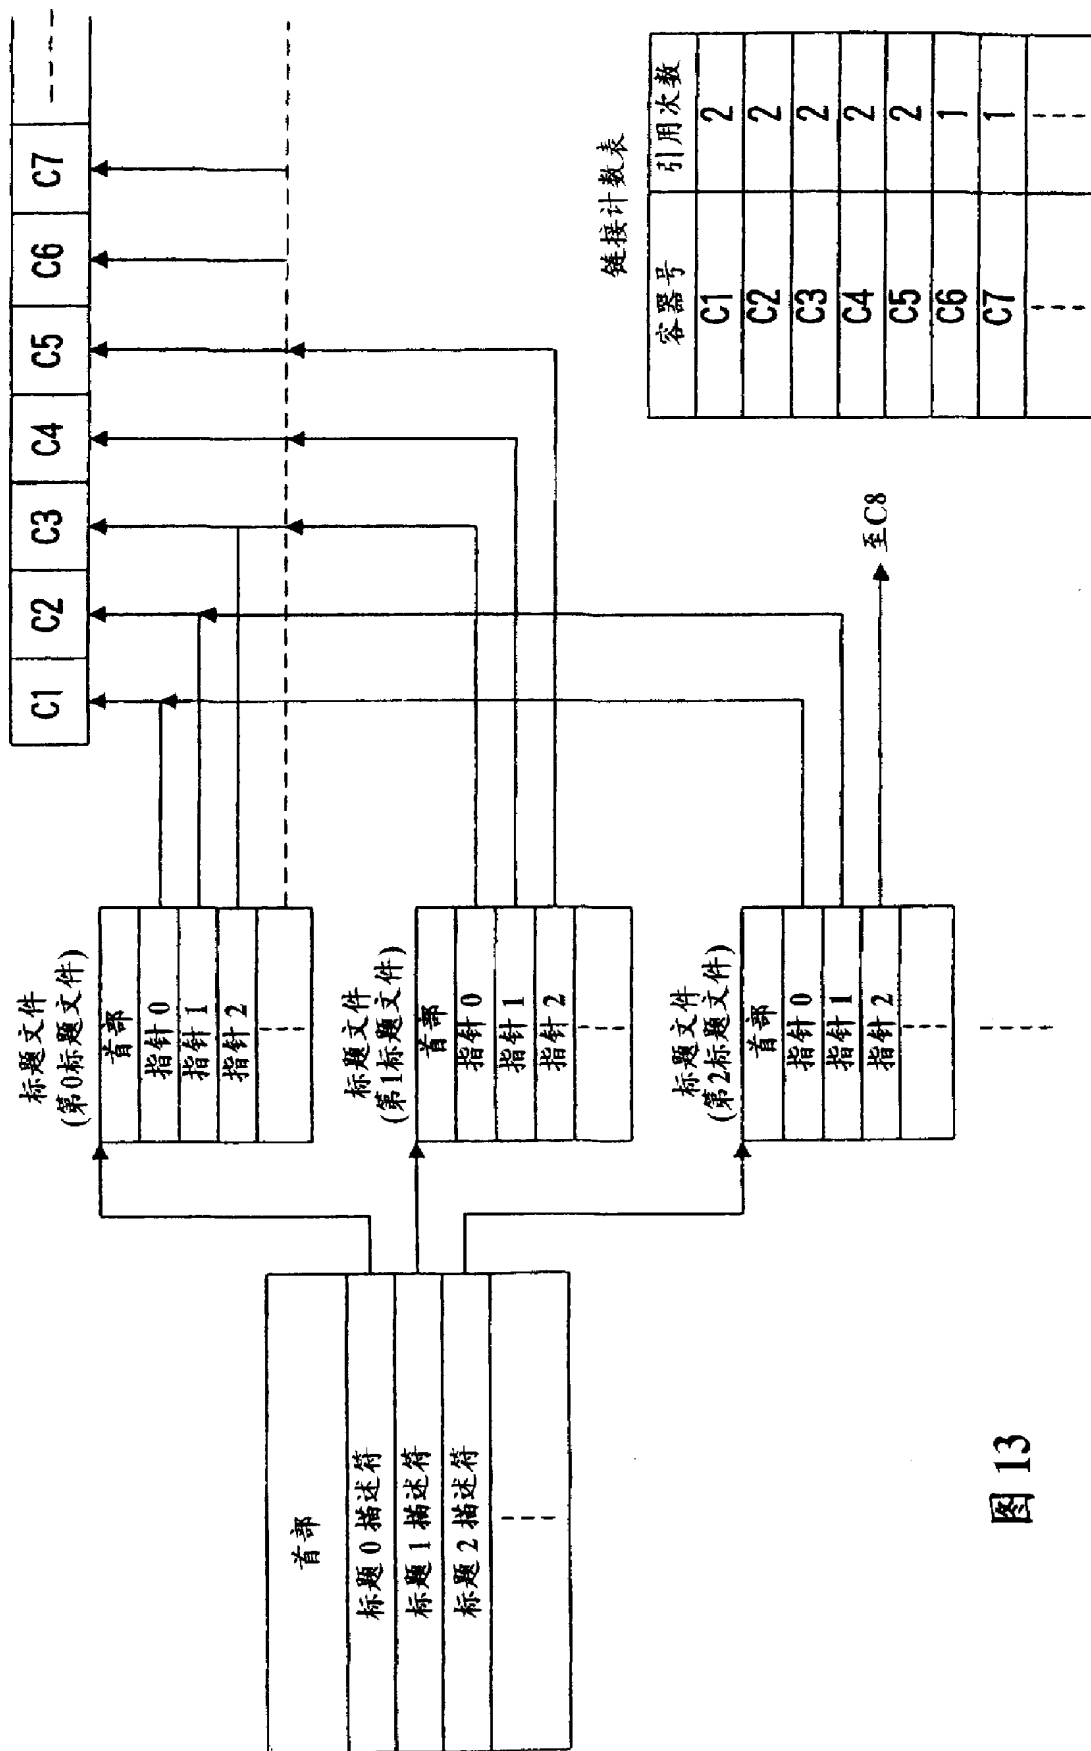 首部
标题 0 描述符
标题 1 描述符
标题 2 描述符
标题文件
(第0标题文件)
首部
指针 0
指针 1
指针 2
标题文件
(第1标题文件)
首部
指针 0
指针 1
指针 2
标题文件
(第2标题文件)
首部
指针 0
指针 1
指针 2
C1 C2 C3 C4 C5 C6 C7
至C8
链接计数表
容器号 引用次数
C1 2
C2 2
C3 2
C4 2
C5 2
C6 1
C7 1
图 13